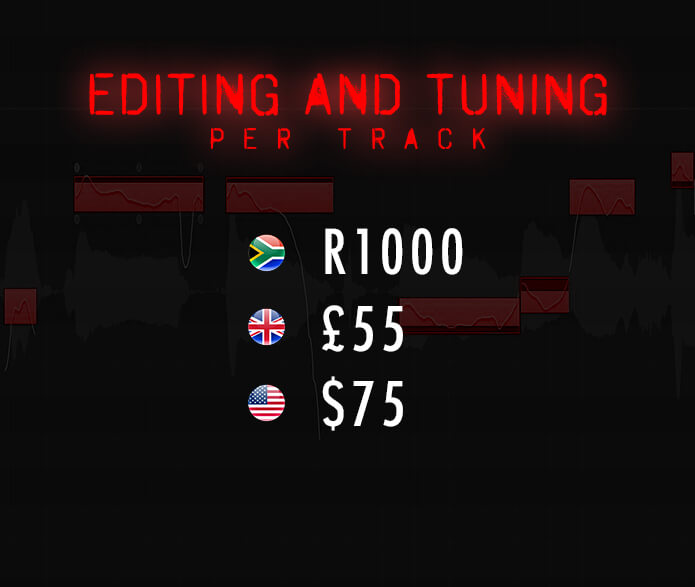 EDITING AND TUNING
PER TRACK
R1000
£55
$75